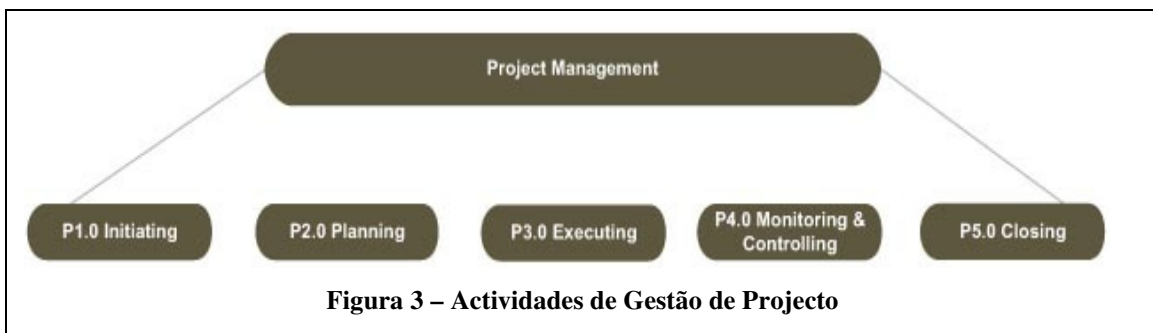 Project Management
P1.0 Initiating
P2.0 Planning
P3.0 Executing
P4.0 Monitoring &
Controlling
P5.0 Closing
Figura 3 – Actividades de Gestão de Projecto